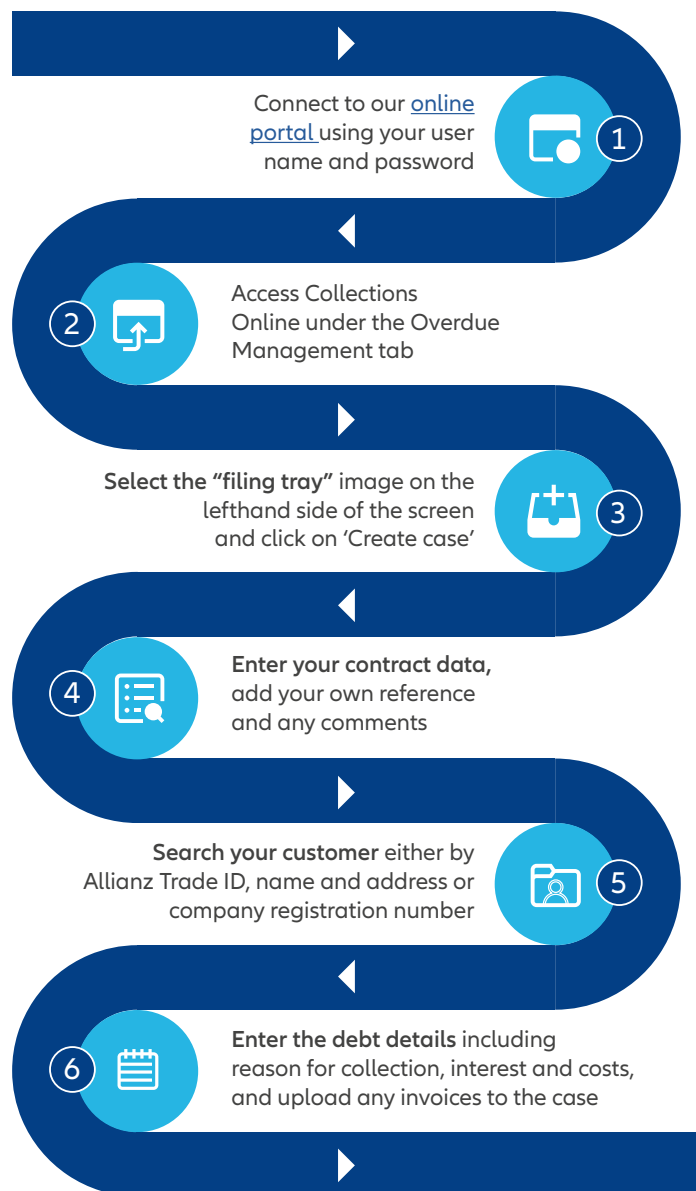 Connect to our online
portal using your user
name and password
1
2
Access Collections
Online under the Overdue
Management tab
Select the “filing tray” image on the
lefthand side of the screen
and click on ‘Create case’
3
4
Enter your contract data,
add your own reference
and any comments
Search your customer either by
Allianz Trade ID, name and address or
company registration number
5
6
Enter the debt details including
reason for collection, interest and costs,
and upload any invoices to the case